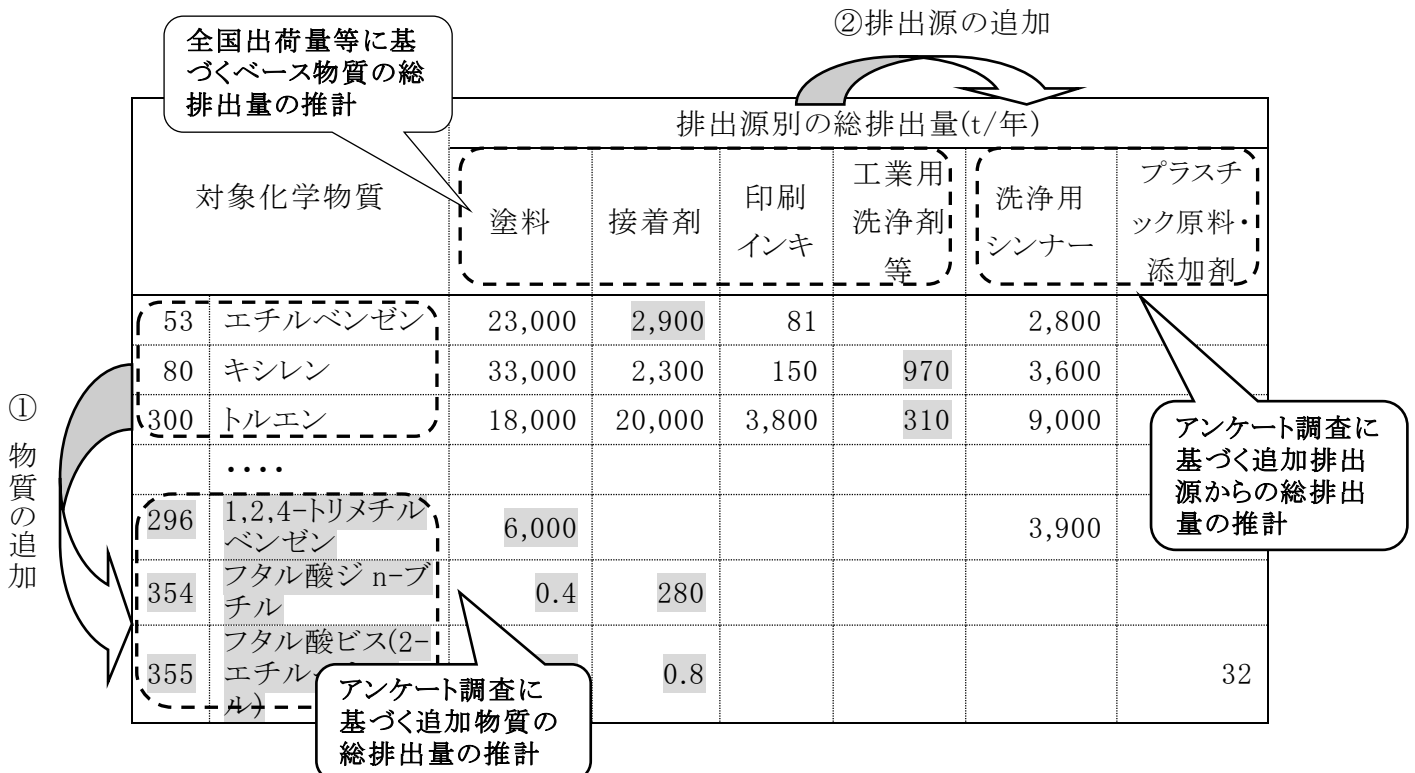 ②排出源の追加
全国出荷量等に基
づくベース物質の総
排出量の推計
排出源別の総排出量(t/年)
対象化学物質
塗料
接着剤
印刷
インキ
工業用
洗浄剤
等
洗浄用
シンナー
プラスチ
ック原料・
添加剤
53 エチルベンゼン 23,000 2,900 81 2,800
80 キシレン 33,000 2,300 150 970 3,600
300 トルエン 18,000 20,000 3,800 310 9,000
・・・・
296 1,2,4-トリメチル
ベンゼン 6,000 3,900
354 フタル酸ジ n-ブ
チル 0.4 280
355 フタル酸ビス(2-
エチル
ル) 0.8 32
①
物質の追加
アンケート調査に
基づく追加排出
源からの総排出
量の推計
アンケート調査に
基づく追加物質の
総排出量の推計